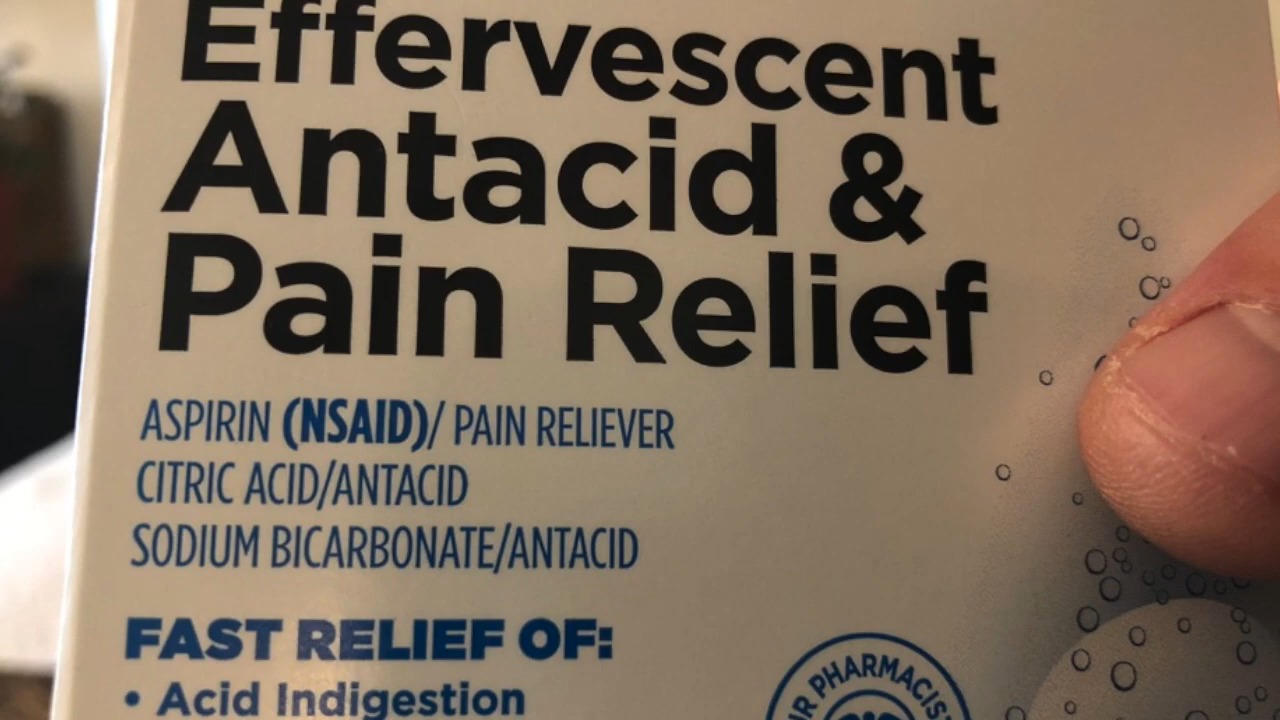 Effervescent
Antacid &
Pain Relief
ASPIRIN (NSAID)/ PAIN RELIEVER
CITRIC ACID/ANTACID
SODIUM BICARBONATE/ANTACID
FAST RELIEF OF:
• Acid Indigestion
PHARMACIST